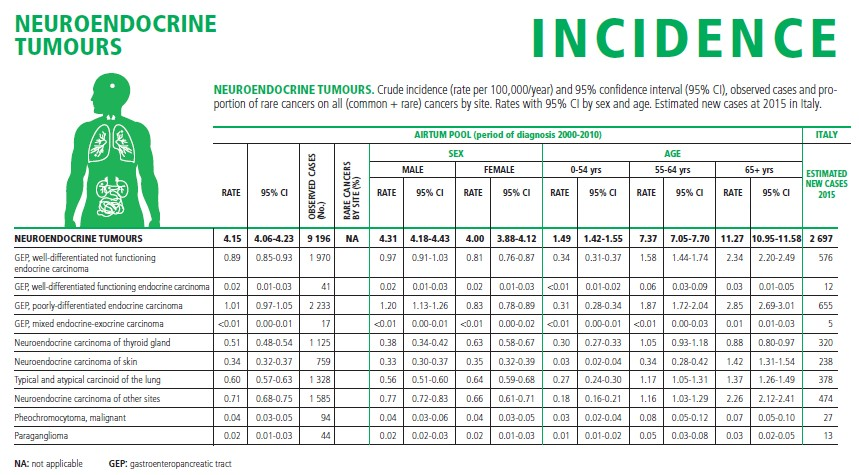 NEUROENDOCRINE
TUMOURS
INCIDENCE
NEUROENDOCRINE TUMOURS. Crude incidence (rate per 100,000/year) and 95% confidence interval (95% CI), observed cases and pro-
portion of rare cancers on all (common + rare) cancers by site. Rates with 95% CI by sex and age. Estimated new cases at 2015 in Italy.
AIRTUM POOL (period of diagnosis 2000-2010) ITALY
SEX AGE
MALE FEMALE 0-54 yrs 55-64 yrs 65+ yrs
RATE 95% CI OBSERVED CASES (No.) RARE CANCERS BY SITE (%) RATE 95% CI RATE 95% CI RATE 95% CI RATE 95% CI RATE 95% CI ESTIMATED NEW CASES 2015
NEUROENDOCRINE TUMOURS 4.15 4.06-4.23 9 196 NA 4.31 4.18-4.43 4.00 3.88-4.12 1.49 1.42-1.55 7.37 7.05-7.70 11.27 10.95-11.58 2 697
GEP, well-differentiated not functioning
endocrine carcinoma 0.89 0.85-0.93 1 970 0.97 0.91-1.03 0.81 0.76-0.87 0.34 0.31-0.37 1.58 1.44-1.74 2.34 2.20-2.49 576
GEP, well-differentiated functioning endocrine carcinoma 0.02 0.01-0.03 41 0.02 0.01-0.03 0.02 0.01-0.03 <0.01 0.01-0.02 0.06 0.03-0.09 0.03 0.01-0.05 12
GEP, poorly-differentiated endocrine carcinoma 1.01 0.97-1.05 2 233 1.20 1.13-1.26 0.83 0.78-0.89 0.31 0.28-0.34 1.87 1.72-2.04 2.85 2.69-3.01 655
GEP, mixed endocrine-exocrine carcinoma <0.01 0.00-0.01 17 <0.01 0.00-0.01 <0.01 0.00-0.02 <0.01 0.00-0.01 <0.01 0.00-0.03 0.01 0.01-0.03 5
Neuroendocrine carcinoma of thyroid gland 0.51 0.48-0.54 1 125 0.38 0.34-0.42 0.63 0.58-0.67 0.30 0.27-0.33 1.05 0.93-1.18 0.88 0.80-0.97 320
Neuroendocrine carcinoma of skin 0.34 0.32-0.37 759 0.33 0.30-0.37 0.35 0.32-0.39 0.03 0.02-0.04 0.34 0.28-0.42 1.42 1.31-1.54 238
Typical and atypical carcinoid of the lung 0.60 0.57-0.63 1 328 0.56 0.51-0.60 0.64 0.59-0.68 0.27 0.24-0.30 1.17 1.05-1.31 1.37 1.26-1.49 378
Neuroendocrine carcinoma of other sites 0.71 0.68-0.75 1 585 0.77 0.72-0.83 0.66 0.61-0.71 0.18 0.16-0.21 1.16 1.03-1.29 2.26 2.12-2.41 474
Pheochromocytoma, malignant 0.04 0.03-0.05 94 0.04 0.03-0.06 0.04 0.03-0.05 0.03 0.02-0.04 0.08 0.05-0.12 0.07 0.05-0.10 27
Paraganglioma 0.02 0.01-0.03 44 0.02 0.02-0.03 0.02 0.01-0.03 0.01 0.01-0.02 0.05 0.03-0.08 0.03 0.02-0.05 13
NA: not applicable GEP: gastroenteropancreatic tract